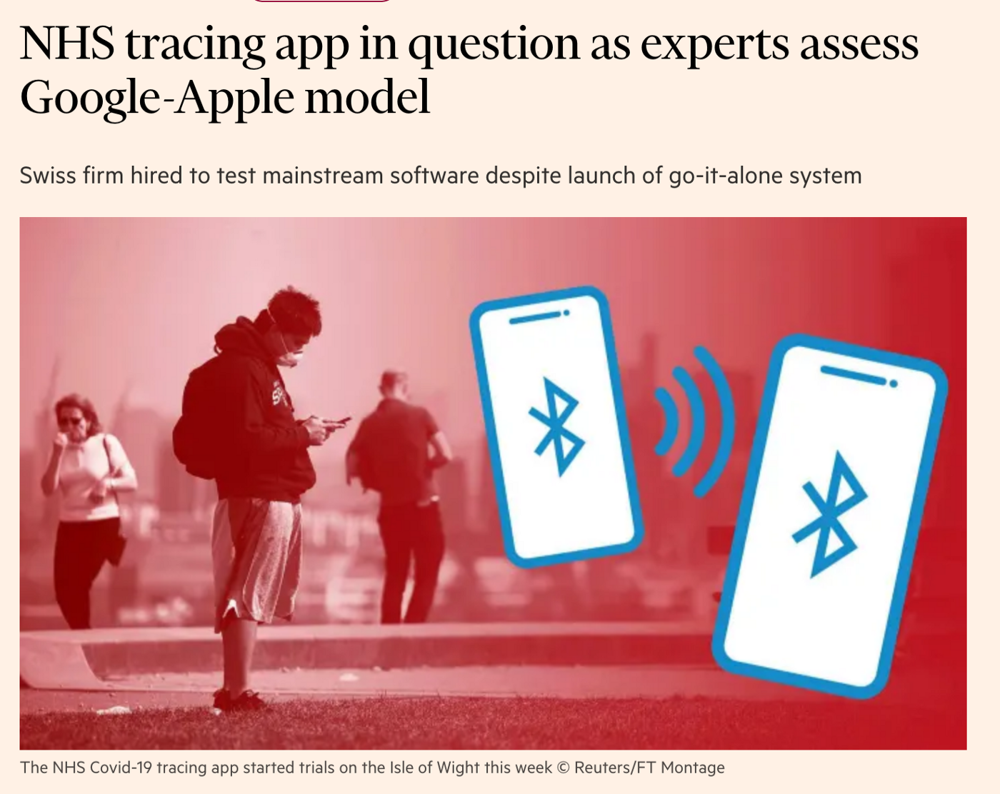 NHS tracing app in question as experts assess
Google-Apple model
Swiss firm hired to test mainstream software despite launch of go-it-alone system
The NHS Covid-19 tracing app started trials on the Isle of Wight this week © Reuters/FT Montage